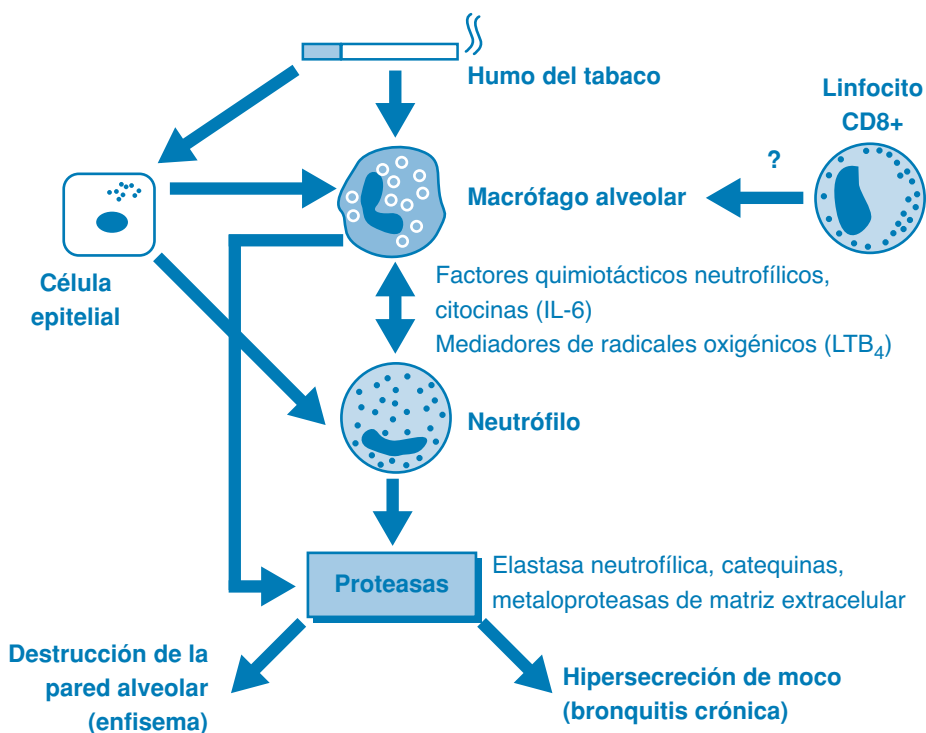 Humo del tabaco
Linfocito
CD8+
?
Macrófago alveolar
Célula
epitelial
Factores quimiotácticos neutrofílicos,
citocinas (IL-6)
Mediadores de radicales oxigénicos (LTB₄)
Neutrófilo
Proteasas
Elastasa neutrofílica, catequinas,
metaloproteasas de matriz extracelular
Destrucción de la
pared alveolar
(enfisema)
Hipersecreción de moco
(bronquitis crónica)